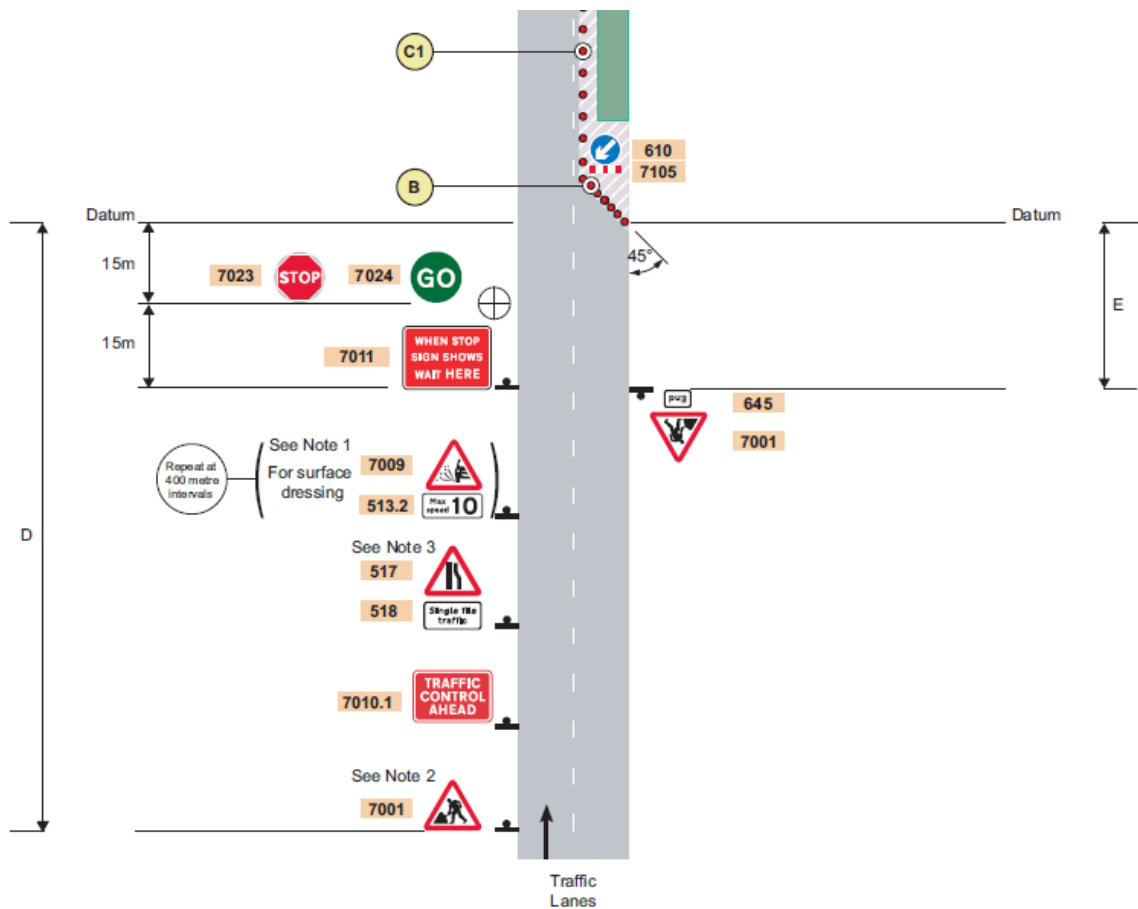 C1
610
7105
B
Datum
Datum
15m
7023
STOP
7024
GO
45°
E
15m
7011
WHEN STOP
SIGN SHOWS
WAIT HERE
End
645
7001
Repeat at
400 metre
intervals
See Note 1
For surface
dressing
7009
513.2
Max
speed 10
D
See Note 3
517
518
Single file
traffic
7010.1
TRAFFIC
CONTROL
AHEAD
See Note 2
7001
Traffic
Lanes